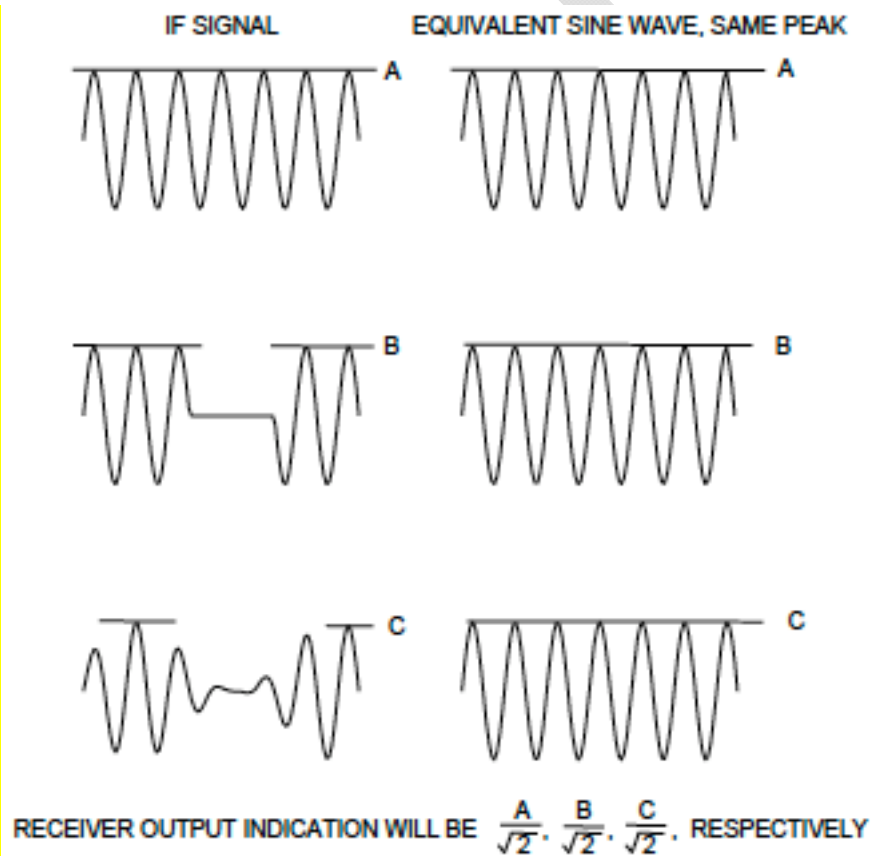 IF SIGNAL EQUIVALENT SINE WAVE, SAME PEAK
A A
B B
C C
RECEIVER OUTPUT INDICATION WILL BE A/√2, B/√2, C/√2, RESPECTIVELY